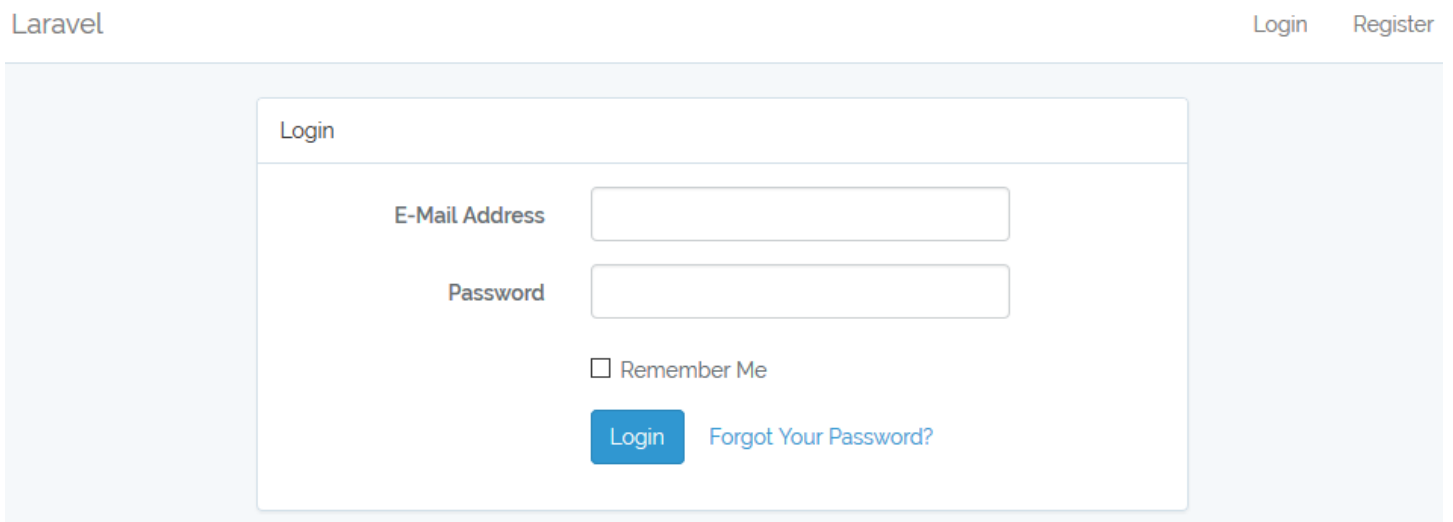 Laravel Login Register
Login
E-Mail Address
Password
Remember Me
Login Forgot Your Password?